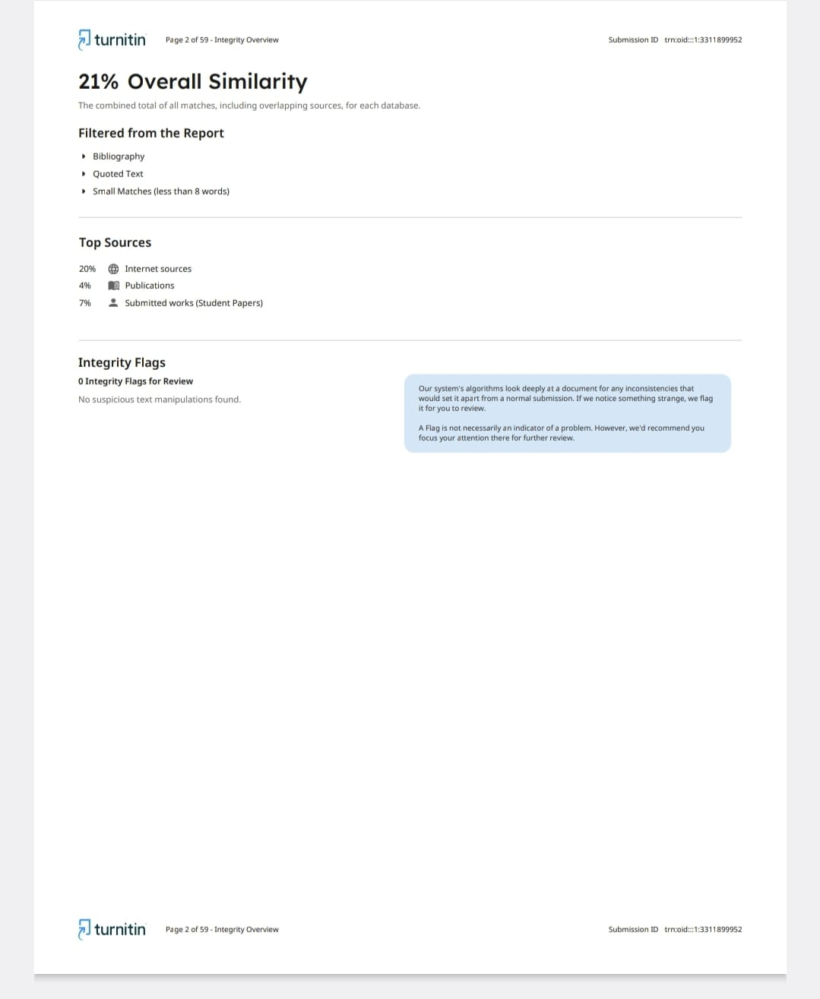 turnitin Page 2 of 59 - Integrity Overview Submission ID trn:oid:::1:3311899952
21% Overall Similarity
The combined total of all matches, including overlapping sources, for each database.
Filtered from the Report
Bibliography
Quoted Text
Small Matches (less than 8 words)
Top Sources
20% Internet sources
4% Publications
7% Submitted works (Student Papers)
Integrity Flags
0 Integrity Flags for Review
No suspicious text manipulations found.
Our system's algorithms look deeply at a document for any inconsistencies that
would set it apart from a normal submission. If we notice something strange, we flag
it for you to review.
A Flag is not necessarily an indicator of a problem. However, we'd recommend you
focus your attention there for further review.
turnitin Page 2 of 59 - Integrity Overview Submission ID trn:oid:::1:3311899952